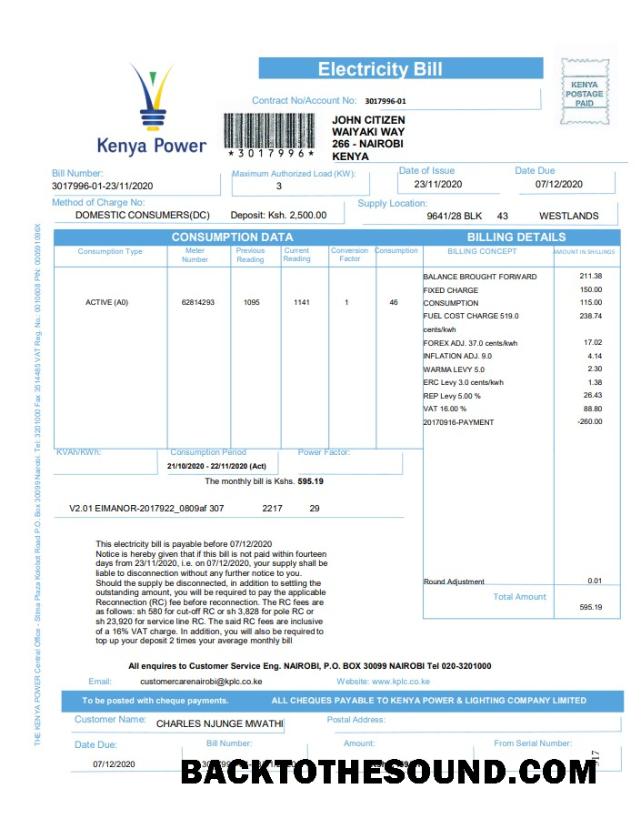 Electricity Bill
KENYA
POSTAGE
PAID
Contract No/Account No: 3017996-01
Kenya Power
*3017996*
JOHN CITIZEN
WAIYAKI WAY
266 - NAIROBI
KENYA
Bill Number:
3017996-01-23/11/2020
Maximum Authorized Load (KW):
3
Date of Issue
23/11/2020
Date Due
07/12/2020
Method of Charge No:
DOMESTIC CONSUMERS(DC) Deposit: Ksh. 2,500.00
Supply Location:
9641/28 BLK 43 WESTLANDS
CONSUMPTION DATA
Consumption Type Meter Number Previous Reading Current Reading Conversion Factor Consumption
ACTIVE (A0) 62814293 1095 1141 1 46
BILLING DETAILS
BILLING CONCEPT AMOUNT IN SHILLINGS
BALANCE BROUGHT FORWARD 211.38
FIXED CHARGE 150.00
CONSUMPTION 115.00
FUEL COST CHARGE 519.0 238.74
cents/kwh
FOREX ADJ. 37.0 cents/kwh 17.02
INFLATION ADJ. 9.0 4.14
WARMA LEVY 5.0 2.30
ERC Levy 3.0 cents/kwh 1.38
REP Levy 5.00 % 26.43
VAT 16.00 % 88.80
20170916-PAYMENT -260.00
KVAh/KWh:
Consumption Period
21/10/2020 - 22/11/2020 (Act)
Power Factor:
The monthly bill is Kshs. 595.19
V2.01 EIMANOR-2017922_0809af 307 2217 29
This electricity bill is payable before 07/12/2020
Notice is hereby given that if this bill is not paid within fourteen
days from 23/11/2020, i.e. on 07/12/2020, your supply shall be
liable to disconnection without any further notice to you.
Should the supply be disconnected, in addition to settling the
outstanding amount, you will be required to pay the applicable
Reconnection (RC) fee before reconnection. The RC fees are
as follows: sh 580 for cut-off RC or sh 3,828 for pole RC or
sh 23,920 for service line RC. The said RC fees are inclusive
of a 16% VAT charge. In addition, you will also be required to
top up your deposit 2 times your average monthly bill
Round Adjustment 0.01
Total Amount
595.19
All enquires to Customer Service Eng. NAIROBI, P.O. BOX 30099 NAIROBI Tel 020-3201000
Email: customercarenairobi@kplc.co.ke Website: www.kplc.co.ke
To be posted with cheque payments. ALL CHEQUES PAYABLE TO KENYA POWER & LIGHTING COMPANY LIMITED
Customer Name: CHARLES NJUNGE MWATHI
Postal Address:
Date Due:
07/12/2020
Bill Number:
Amount:
From Serial Number:
BACKTOTHESOUND.COM
THE KENYA POWER Central Office - Stima Plaza Kolobot Road P.O. Box 30099 Nairobi. Tel: 3201000 Fax 3514485 VAT Reg. No.